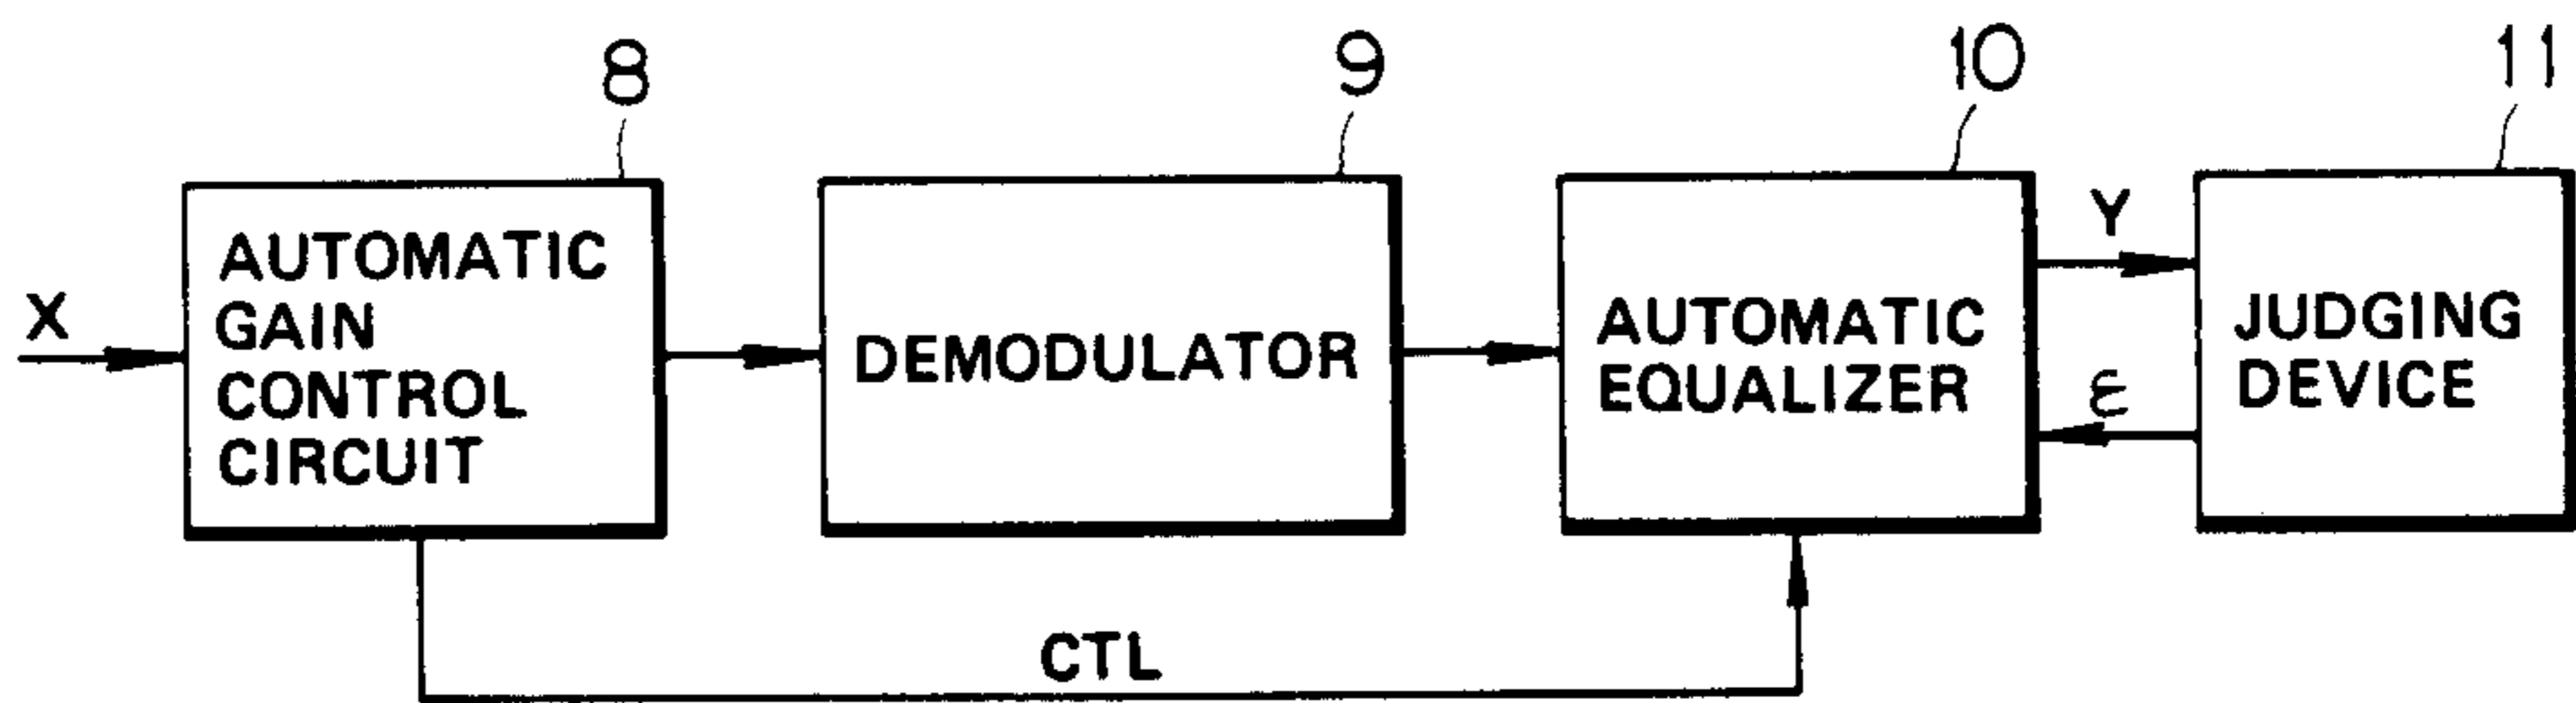 8
9
10
11
X
AUTOMATIC
GAIN
CONTROL
CIRCUIT
DEMODULATOR
AUTOMATIC
EQUALIZER
Y
ε
JUDGING
DEVICE
CTL